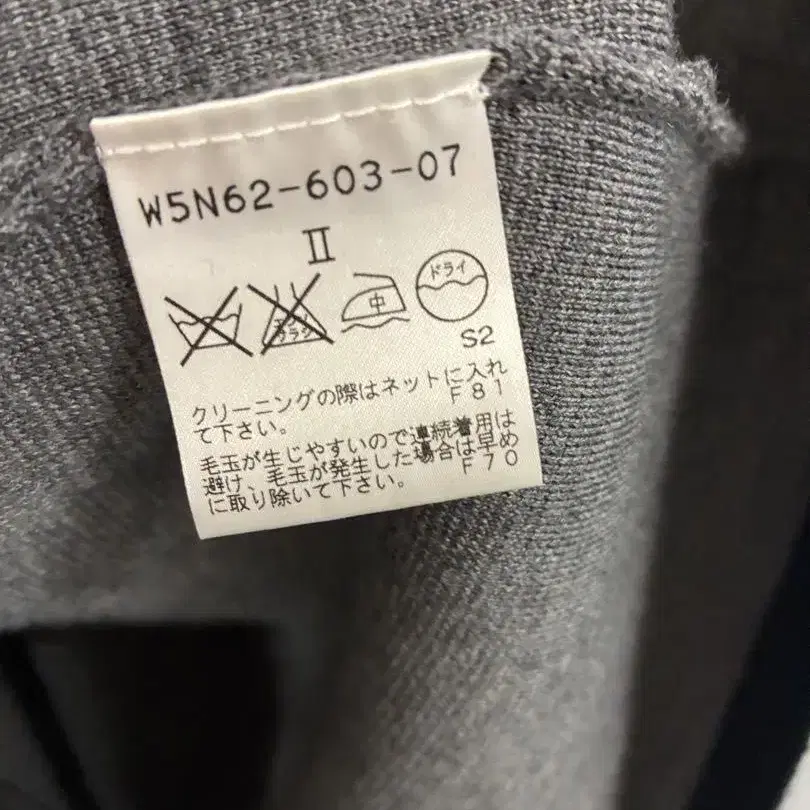 W5N62-603-07
II
中
ドライ
S2
クリーニングの際はネットに入れ
て下さい。 F81
毛玉が生じやすいので連続着用は
避け、毛玉が発生した場合は早め
に取り除いて下さい。 F70